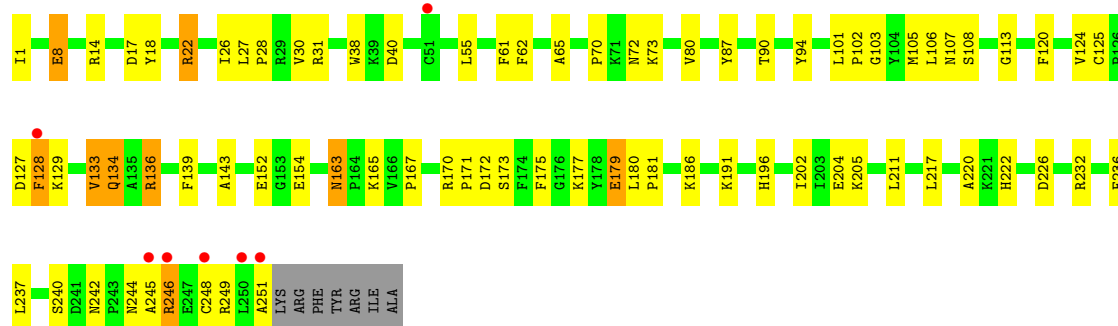 I1 E8 R14 D17 Y18 R22 I26 L27 P28 R29 V30 R31 W38 K39 D40 C51 L55 F61 F62 A65 P70 K71 N72 K73 V80 Y87 T90 Y94 L101 P102 G103 Y104 M105 L106 N107 S108 G113 F120 V124 C125 R126
D127 F128 K129 V133 Q134 A135 R136 F139 A143 E152 G153 E154 N163 P164 K165 V166 P167 R170 P171 D172 S173 F174 F175 G176 K177 Y178 E179 L180 P181 K186 K191 H196 I202 I203 E204 K205 L211 L217 A220 K221 H222 D226 R232
L237 S240 D241 N242 P243 N244 A245 R246 E247 C248 R249 L250 A251 LYS ARG PHE TYR ARG ILE ALA